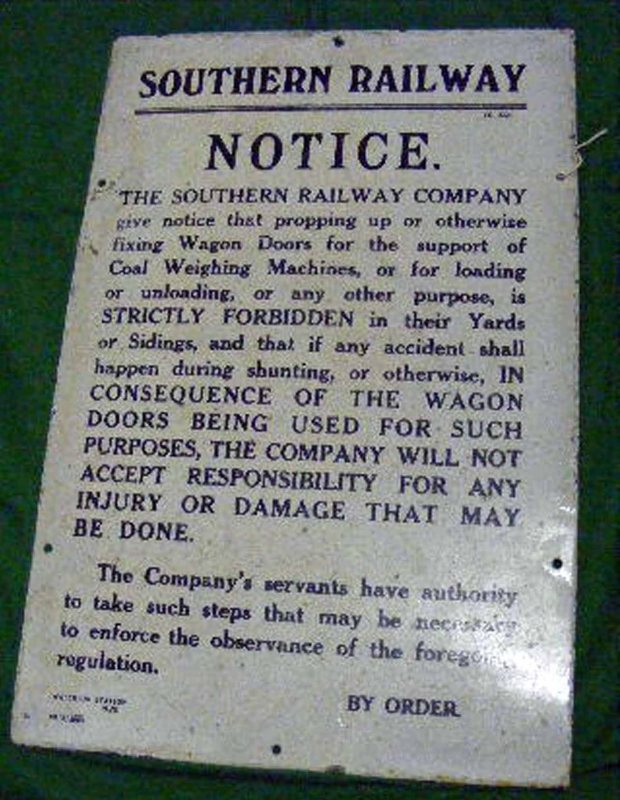 SOUTHERN RAILWAY
NOTICE.
THE SOUTHERN RAILWAY COMPANY
give notice that propping up or otherwise
fixing Wagon Doors for the support of
Coal Weighing Machines, or for loading
or unloading, or any other purpose, is
STRICTLY FORBIDDEN in their Yards
or Sidings, and that if any accident shall
happen during shunting, or otherwise, IN
CONSEQUENCE OF THE WAGON
DOORS BEING USED FOR SUCH
PURPOSES, THE COMPANY WILL NOT
ACCEPT RESPONSIBILITY FOR ANY
INJURY OR DAMAGE THAT MAY
BE DONE.
The Company's servants have authority
to take such steps that may be necessary
to enforce the observance of the
regulation.
BY ORDER.